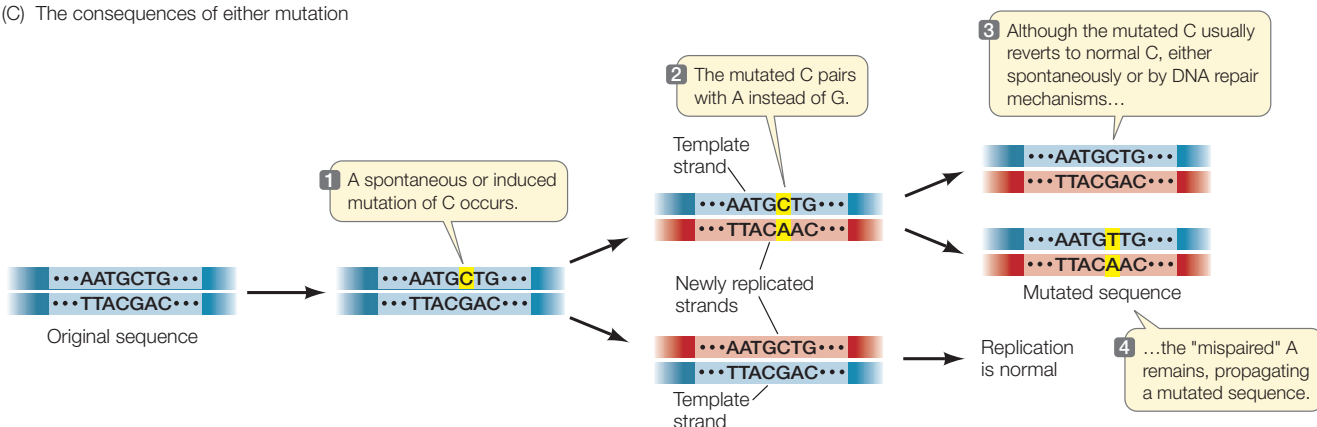 (C) The consequences of either mutation
1 A spontaneous or induced
mutation of C occurs.
2 The mutated C pairs
with A instead of G.
3 Although the mutated C usually
reverts to normal C, either
spontaneously or by DNA repair
mechanisms…
•••AATGCTG•••
•••TTACGAC•••
Original sequence
•••AATGCTG•••
•••TTACGAC•••
Template
strand
•••AATGCTG•••
•••TTACAAC•••
Newly replicated
strands
•••AATGCTG•••
•••TTACGAC•••
Template
strand
•••AATGCTG•••
•••TTACGAC•••
•••AATGTTG•••
•••TTACAAC•••
Mutated sequence
Replication
is normal
4 …the "mispaired" A
remains, propagating
a mutated sequence.